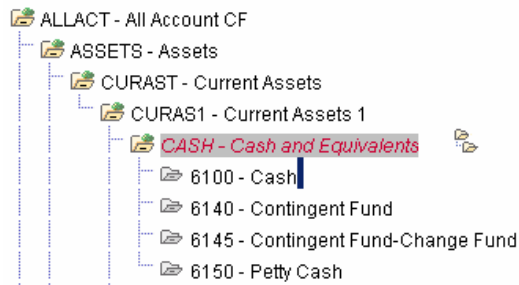 ALLACT - All Account CF
ASSETS - Assets
CURAST - Current Assets
CURAS1 - Current Assets 1
CASH - Cash and Equivalents
6100 - Cash
6140 - Contingent Fund
6145 - Contingent Fund-Change Fund
6150 - Petty Cash